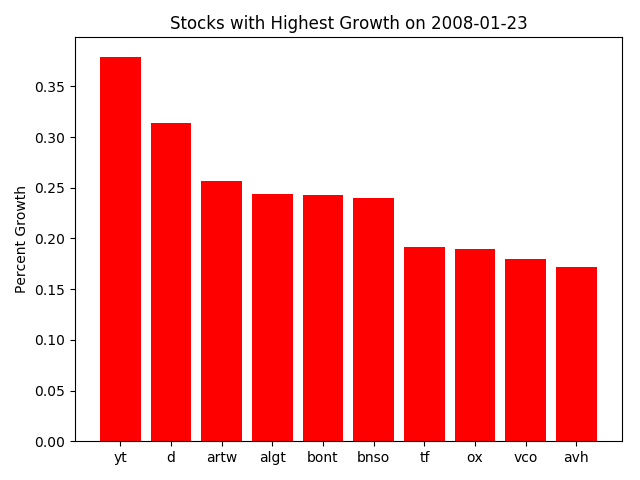 Stocks with Highest Growth on 2008-01-23
Percent Growth
0.35
0.30
0.25
0.20
0.15
0.10
0.05
0.00
yt d artw algt bont bnso tf ox vco avh